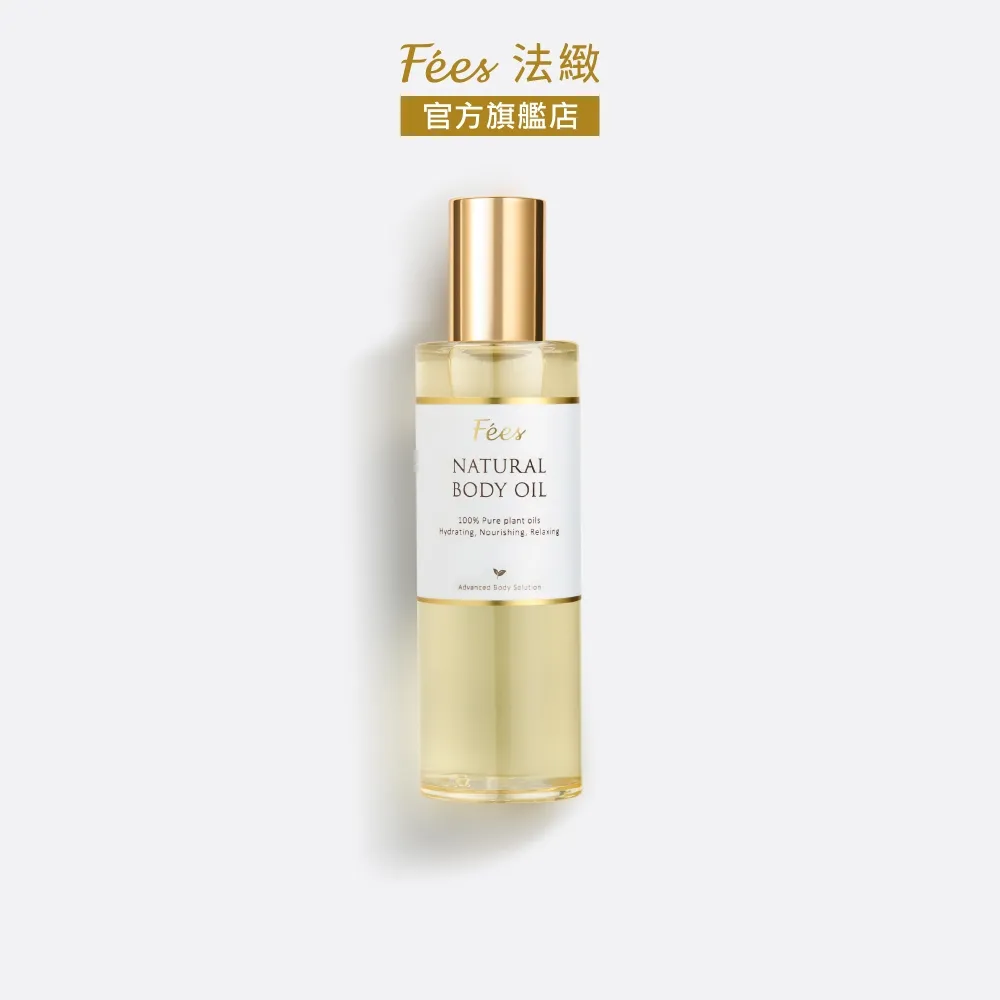 Fées 法緻
官方旗艦店
Fées
NATURAL
BODY OIL
100% Pure plant oils
Hydrating, Nourishing, Relaxing
Advanced Body Solution